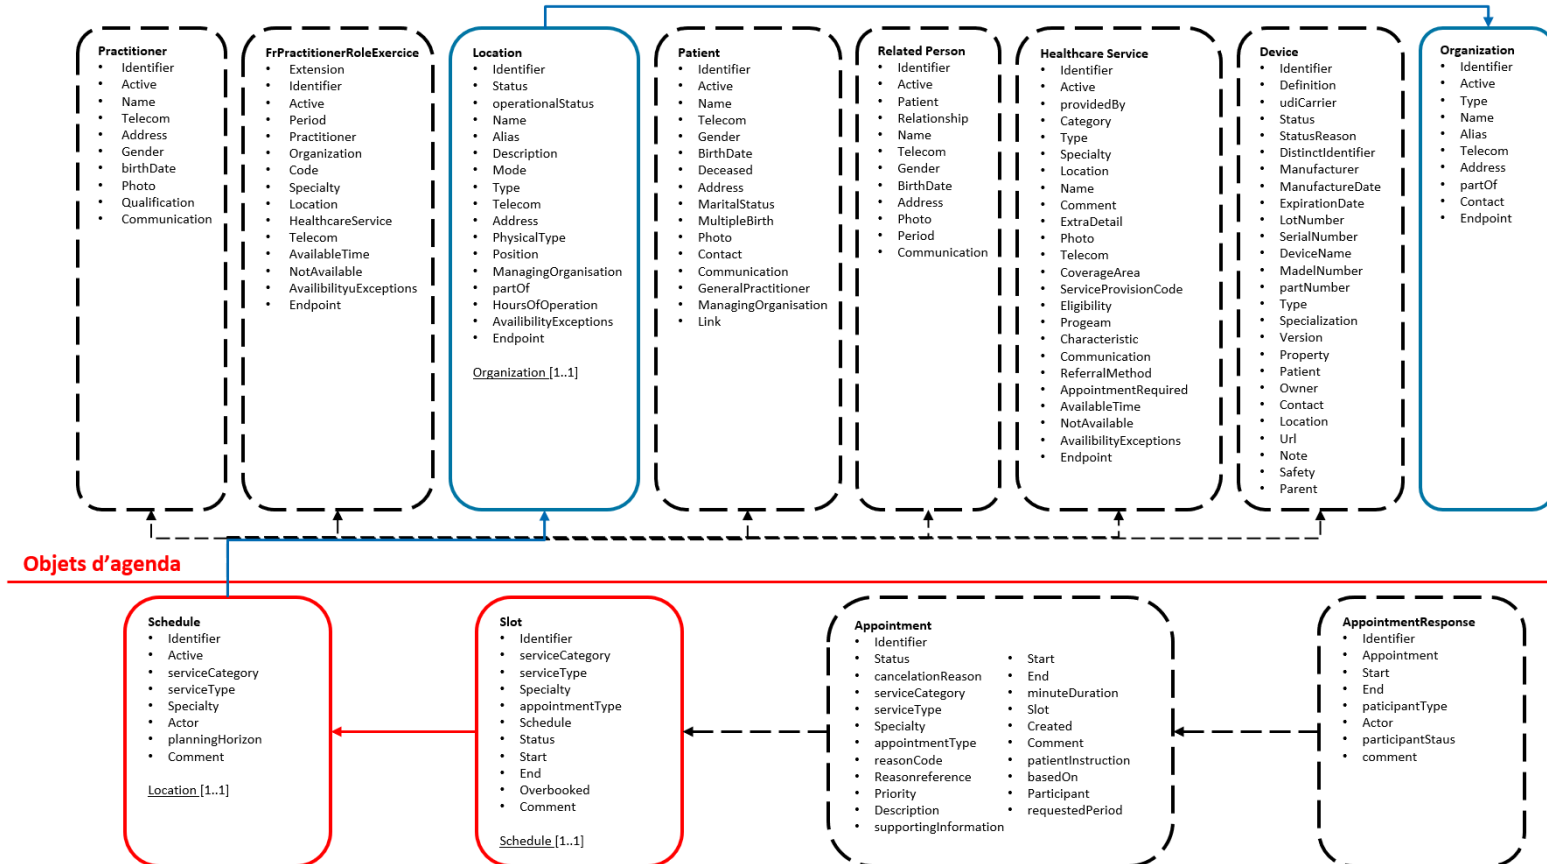 Practitioner
• Identifier
• Active
• Name
• Telecom
• Address
• Gender
• birthDate
• Photo
• Qualification
• Communication
FrPractitionerRoleExercice
• Extension
• Identifier
• Active
• Period
• Practitioner
• Organization
• Code
• Specialty
• Location
• HealthcareService
• Telecom
• AvailableTime
• NotAvailable
• AvailibilityuExceptions
• Endpoint
Location
• Identifier
• Status
• operationalStatus
• Name
• Alias
• Description
• Mode
• Type
• Telecom
• Address
• PhysicalType
• Position
• ManagingOrganisation
• partOf
• HoursOfOperation
• AvailibilityExceptions
• Endpoint
Organization [1..1]
Patient
• Identifier
• Active
• Name
• Telecom
• Gender
• BirthDate
• Deceased
• Address
• MaritalStatus
• MultipleBirth
• Photo
• Contact
• Communication
• GeneralPractitioner
• ManagingOrganisation
• Link
Related Person
• Identifier
• Active
• Patient
• Relationship
• Name
• Telecom
• Gender
• BirthDate
• Address
• Photo
• Period
• Communication
Healthcare Service
• Identifier
• Active
• providedBy
• Category
• Type
• Specialty
• Location
• Name
• Comment
• ExtraDetail
• Photo
• Telecom
• CoverageArea
• ServiceProvisionCode
• Eligibility
• Progeam
• Characteristic
• Communication
• ReferralMethod
• AppointmentRequired
• AvailableTime
• NotAvailable
• AvailibilityExceptions
• Endpoint
Device
• Identifier
• Definition
• udiCarrier
• Status
• StatusReason
• DistinctIdentifier
• Manufacturer
• ManufactureDate
• ExpirationDate
• LotNumber
• SerialNumber
• DeviceName
• MadelNumber
• partNumber
• Type
• Specialization
• Version
• Property
• Patient
• Owner
• Contact
• Location
• Url
• Note
• Safety
• Parent
Organization
• Identifier
• Active
• Type
• Name
• Alias
• Telecom
• Address
• partOf
• Contact
• Endpoint
Objets d'agenda
Schedule
• Identifier
• Active
• serviceCategory
• serviceType
• Specialty
• Actor
• planningHorizon
• Comment
Location [1..1]
Slot
• Identifier
• serviceCategory
• serviceType
• Specialty
• appointmentType
• Schedule
• Status
• Start
• End
• Overbooked
• Comment
Schedule [1..1]
Appointment
• Identifier
• Status
• cancelationReason
• serviceCategory
• serviceType
• Specialty
• appointmentType
• reasonCode
• Reasonreference
• Priority
• Description
• supportingInformation
• Start
• End
• minuteDuration
• Slot
• Created
• Comment
• patientInstruction
• basedOn
• Participant
• requestedPeriod
AppointmentResponse
• Identifier
• Appointment
• Start
• End
• paticipantType
• Actor
• participantStaus
• comment